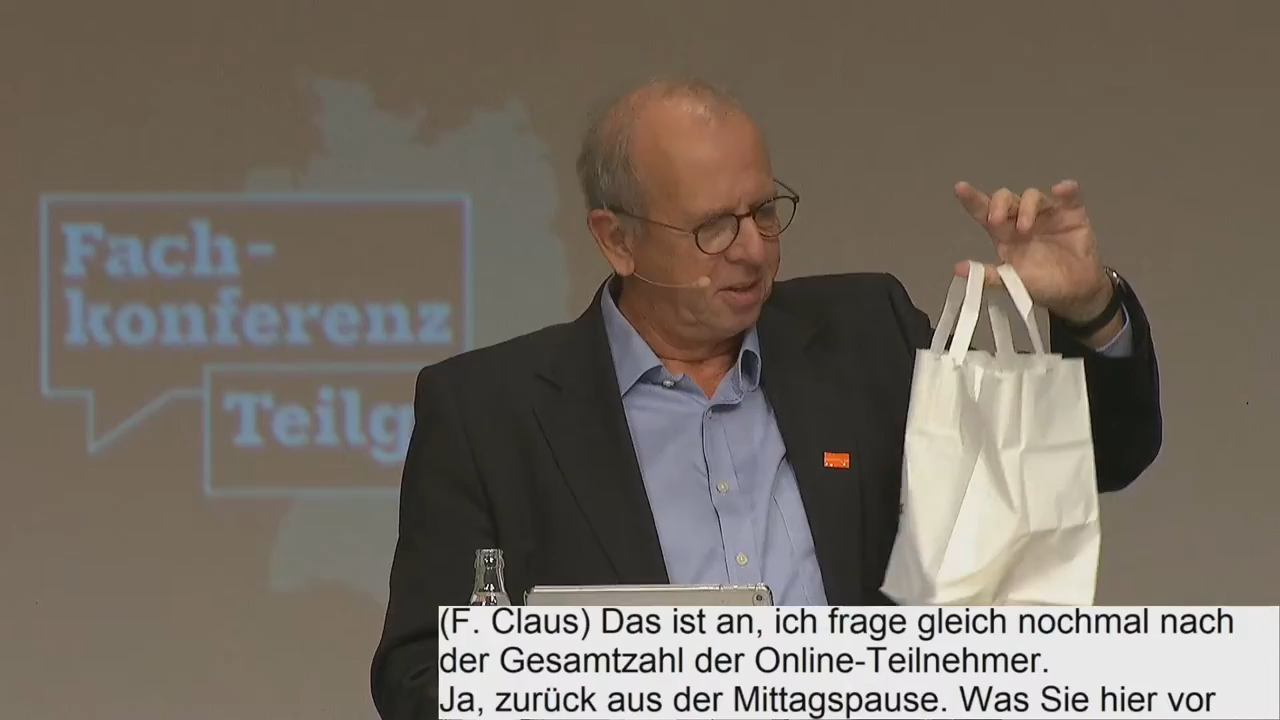 Fach-
konferenz
Teilg
(F. Claus) Das ist an, ich frage gleich nochmal nach
der Gesamtzahl der Online-Teilnehmer.
Ja, zurück aus der Mittagspause. Was Sie hier vor